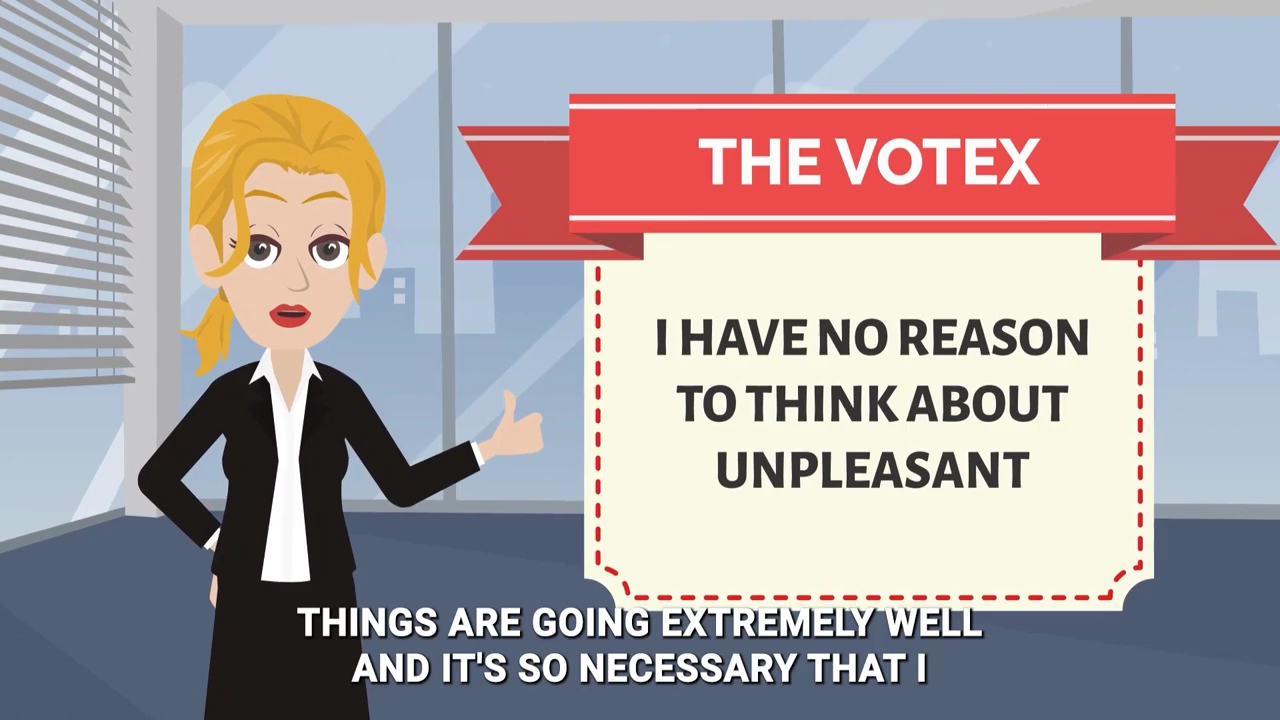 THE VOTEX
I HAVE NO REASON
TO THINK ABOUT
UNPLEASANT
THINGS ARE GOING EXTREMELY WELL
AND IT'S SO NECESSARY THAT I